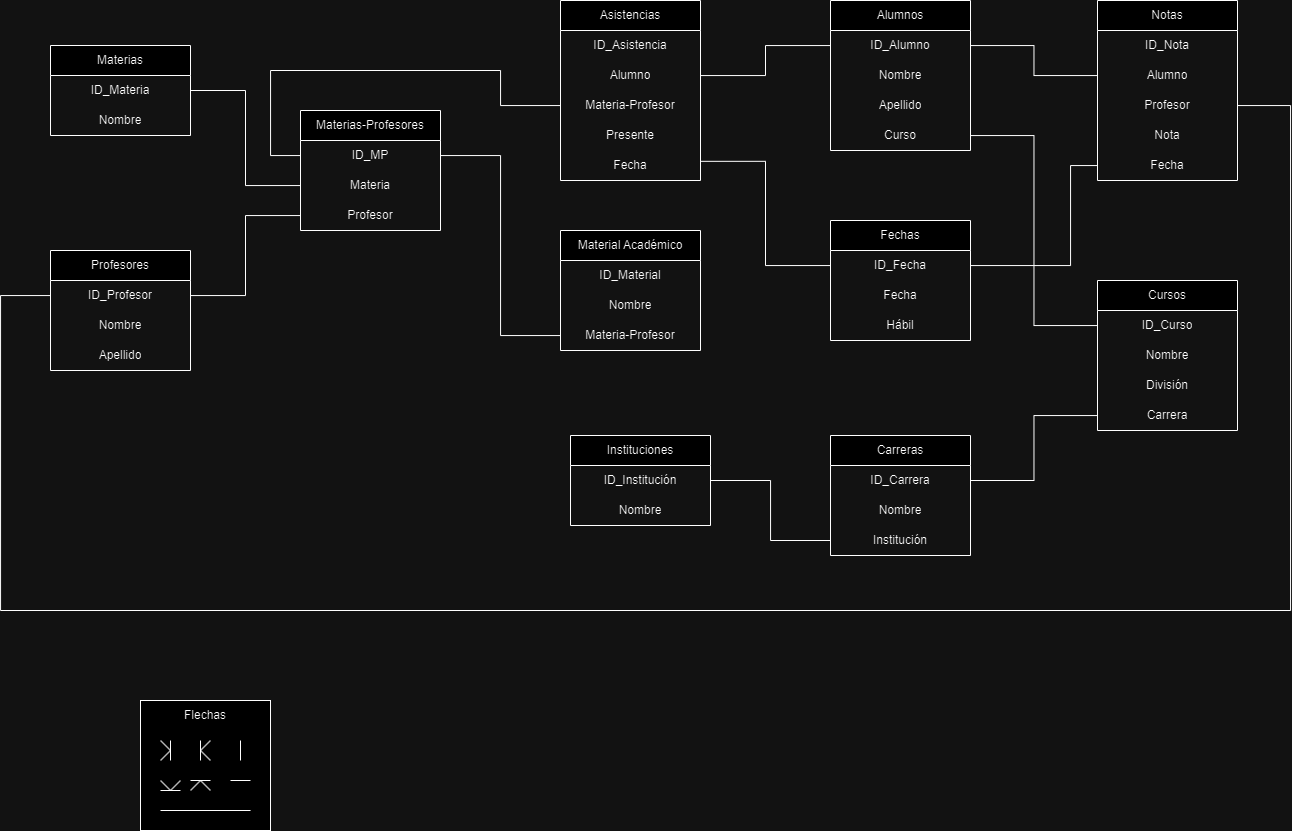 Materias
ID_Materia
Nombre
Profesores
ID_Profesor
Nombre
Apellido
Materias-Profesores
ID_MP
Materia
Profesor
Asistencias
ID_Asistencia
Alumno
Materia-Profesor
Presente
Fecha
Material Académico
ID_Material
Nombre
Materia-Profesor
Instituciones
ID_Institución
Nombre
Alumnos
ID_Alumno
Nombre
Apellido
Curso
Fechas
ID_Fecha
Fecha
Hábil
Carreras
ID_Carrera
Nombre
Institución
Notas
ID_Nota
Alumno
Profesor
Nota
Fecha
Cursos
ID_Curso
Nombre
División
Carrera
Flechas